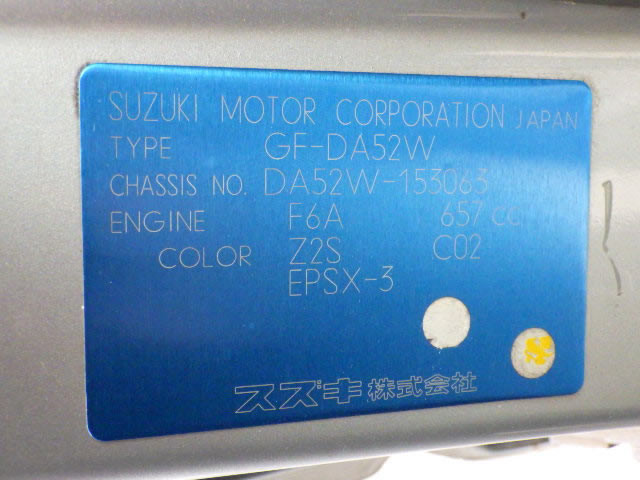 SUZUKI MOTOR CORPORATION JAPAN
TYPE GF-DA52W
CHASSIS NO. DA52W-153063
ENGINE F6A 657 cc
COLOR Z2S C02
EPSX-3
スズキ株式会社